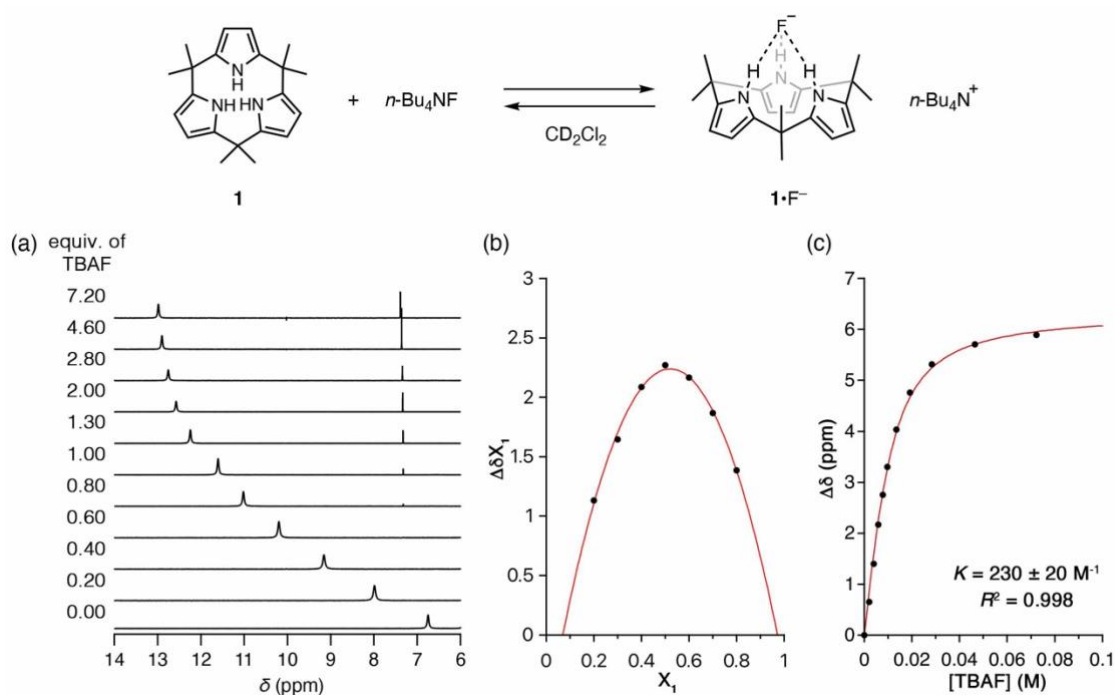 N
H
NH HN
1
+
n-Bu4NF
CD2Cl2
F−
H
H
H
N
N
N
1•F−
n-Bu4N+
(a) equiv. of
TBAF
7.20
4.60
2.80
2.00
1.30
1.00
0.80
0.60
0.40
0.20
0.00
14 13 12 11 10 9 8 7 6
δ (ppm)
(b)
3
2.5
2
1.5
1
0.5
0
ΔδX1
0 0.2 0.4 0.6 0.8 1
X1
(c)
7
6
5
4
3
2
1
0
Δδ (ppm)
K = 230 ± 20 M-1
R2 = 0.998
0 0.02 0.04 0.06 0.08 0.1
[TBAF] (M)